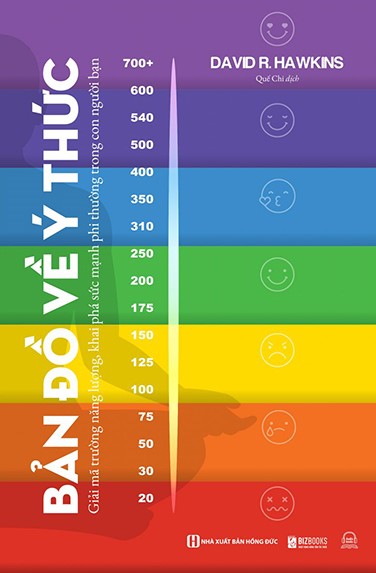 BẢN ĐỒ VỀ Ý THỨC
Giải mã trường năng lượng, khai phá sức mạnh phi thường trong con người bạn
DAVID R. HAWKINS
Quế Chi dịch
700+
600
540
500
400
350
310
250
200
175
150
125
100
75
50
30
20
NHÀ XUẤT BẢN HỒNG ĐỨC
BIZBOOKS